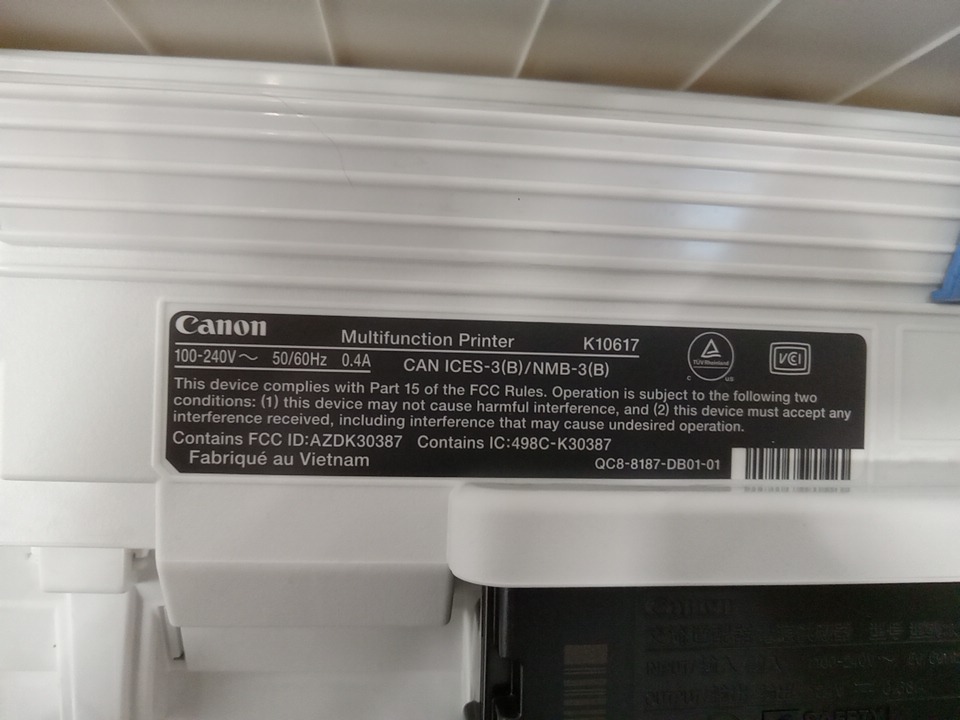 Canon
Multifunction Printer K10617
100-240V～ 50/60Hz 0.4A CAN ICES-3(B)/NMB-3(B)
This device complies with Part 15 of the FCC Rules. Operation is subject to the following two
conditions: (1) this device may not cause harmful interference, and (2) this device must accept any
interference received, including interference that may cause undesired operation.
Contains FCC ID:AZDK30387 Contains IC:498C-K30387
Fabriqué au Vietnam QC8-8187-DB01-01
TÜVRheinland
C US
VCI